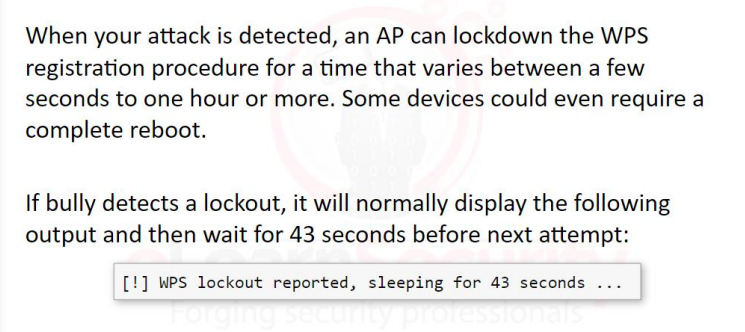 When your attack is detected, an AP can lockdown the WPS
registration procedure for a time that varies between a few
seconds to one hour or more. Some devices could even require a
complete reboot.
If bully detects a lockout, it will normally display the following
output and then wait for 43 seconds before next attempt:
[!] WPS lockout reported, sleeping for 43 seconds ...
Forging security professionals